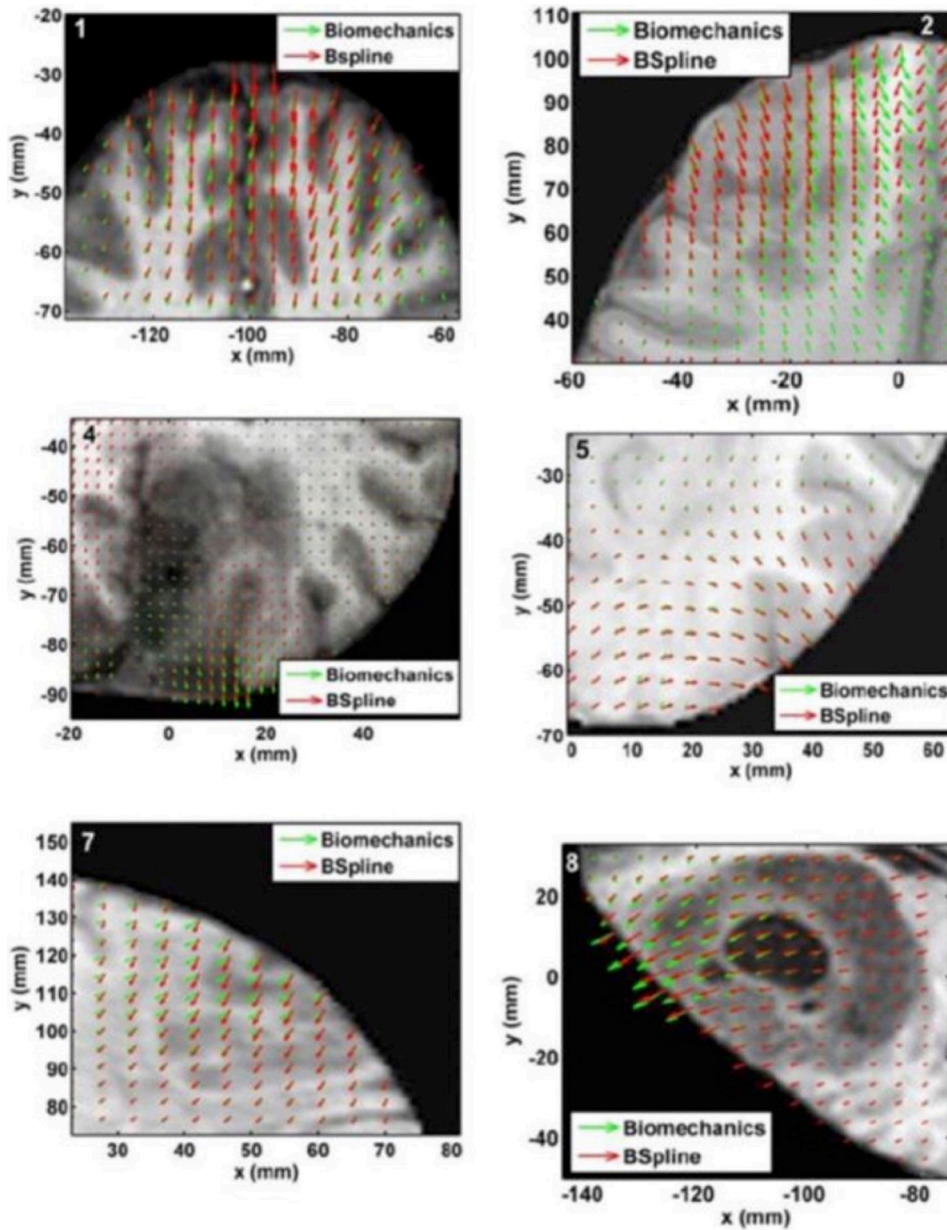 1
Biomechanics
Bspline
-20
-30
-40
-50
-60
-70
y (mm)
-120 -100 -80 -60
x (mm)
2
Biomechanics
BSpline
110
100
90
80
70
60
50
40
y (mm)
-60 -40 -20 0
x (mm)
4
Biomechanics
BSpline
-40
-50
-60
-70
-80
-90
y (mm)
-20 0 20 40
x (mm)
5
Biomechanics
BSpline
-30
-40
-50
-60
-70
y (mm)
0 10 20 30 40 50 60
x (mm)
7
Biomechanics
BSpline
150
140
130
120
110
100
90
80
y (mm)
30 40 50 60 70 80
x (mm)
8
Biomechanics
BSpline
20
0
-20
-40
y (mm)
-140 -120 -100 -80
x (mm)